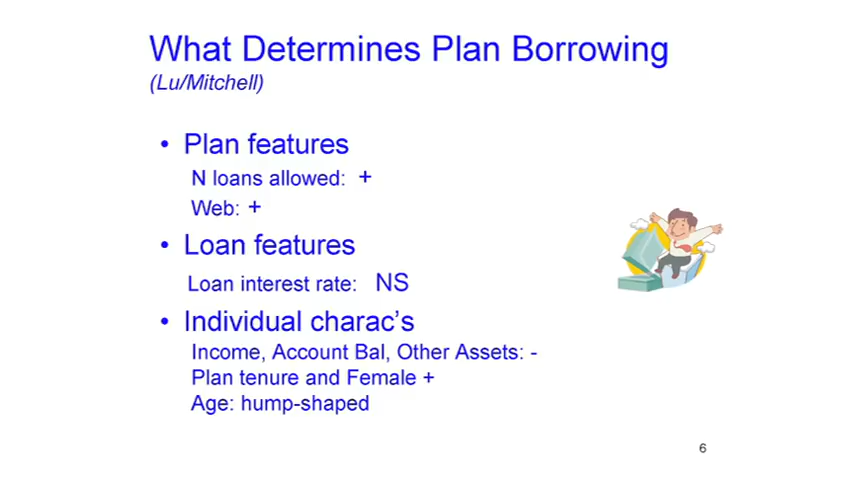 What Determines Plan Borrowing
(Lu/Mitchell)
• Plan features
N loans allowed: +
Web: +
• Loan features
Loan interest rate: NS
• Individual charac's
Income, Account Bal, Other Assets: -
Plan tenure and Female +
Age: hump-shaped
6